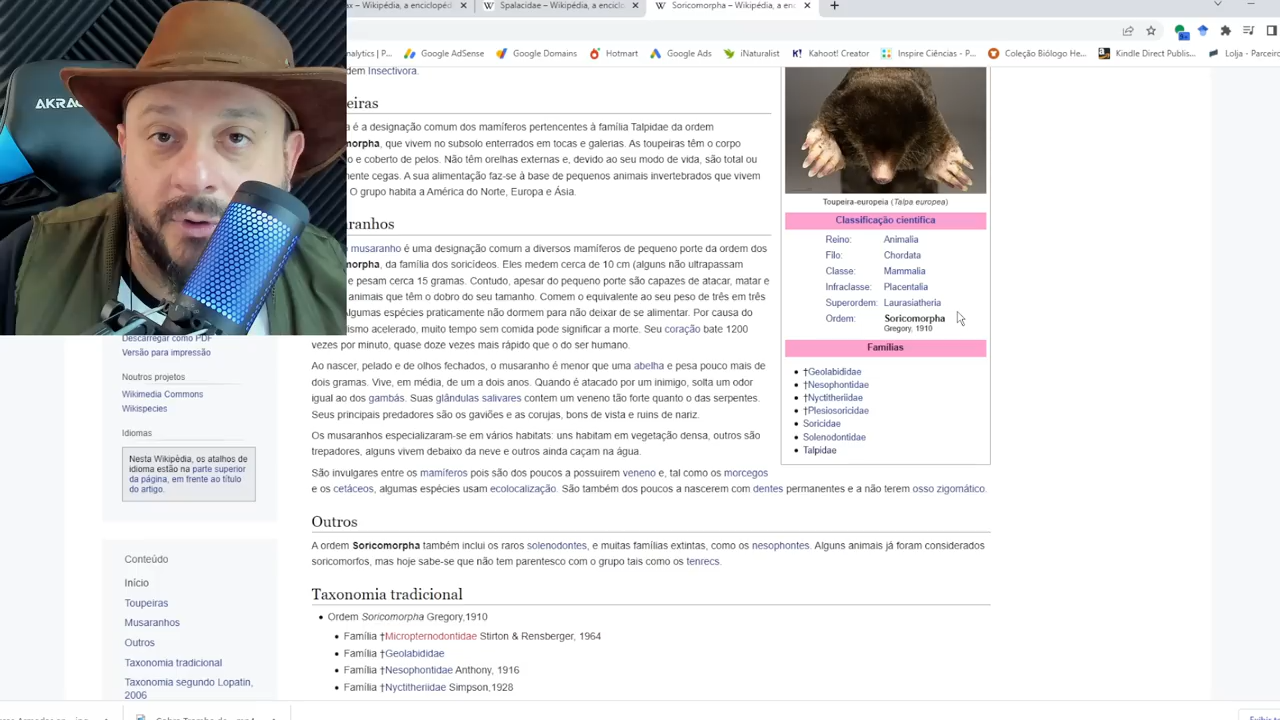 ax – Wikipédia, a enciclopéd
Spalacidae – Wikipédia, a enciclo
Soricomorpha – Wikipédia, a en
nalytics | P...
Google AdSense
Google Domains
Hotmart
Google Ads
iNaturalist
Kahoot! Creator
Inspire Ciências - P...
Coleção Biólogo He...
Kindle Direct Publis...
Lolja - Parceiro
AKRAC
dem Insectivora.
eiras
a é a designação comum dos mamíferos pertencentes à família Talpidae da ordem
morpha, que vivem no subsolo enterrados em tocas e galerias. As toupeiras têm o corpo
o e coberto de pelos. Não têm orelhas externas e, devido ao seu modo de vida, são total ou
mente cegas. A sua alimentação faz-se à base de pequenos animais invertebrados que vivem
O grupo habita a América do Norte, Europa e Ásia.
aranhos
musaranho é uma designação comum a diversos mamíferos de pequeno porte da ordem dos
omorpha, da família dos soricídeos. Eles medem cerca de 10 cm (alguns não ultrapassam
e pesam cerca 15 gramas. Contudo, apesar do pequeno porte são capazes de atacar, matar e
animais que têm o dobro do seu tamanho. Comem o equivalente ao seu peso de três em três
Algumas espécies praticamente não dormem para não deixar de se alimentar. Por causa do
ismo acelerado, muito tempo sem comida pode significar a morte. Seu coração bate 1200
vezes por minuto, quase doze vezes mais rápido que o do ser humano.
Ao nascer, pelado e de olhos fechados, o musaranho é menor que uma abelha e pesa pouco mais de
dois gramas. Vive, em média, de um a dois anos. Quando é atacado por um inimigo, solta um odor
igual ao dos gambás. Suas glândulas salivares contem um veneno tão forte quanto o das serpentes.
Seus principais predadores são os gaviões e as corujas, bons de vista e ruins de nariz.
Os musaranhos especializaram-se em vários habitats: uns habitam em vegetação densa, outros são
trepadores, alguns vivem debaixo da neve e outros ainda caçam na água.
São invulgares entre os mamíferos pois são dos poucos a possuirem veneno e, tal como os morcegos
e os cetáceos, algumas espécies usam ecolocalização. São também dos poucos a nascerem com dentes permanentes e a não terem osso zigomático.
Outros
A ordem Soricomorpha também inclui os raros solenodontes, e muitas famílias extintas, como os nesophontes. Alguns animais já foram considerados
soricomorfos, mas hoje sabe-se que não tem parentesco com o grupo tais como os tenrecs.
Taxonomia tradicional
Ordem Soricomorpha Gregory,1910
Família †Micropternodontidae Stirton & Rensberger, 1964
Família †Geolabididae
Família †Nesophontidae Anthony, 1916
Família †Nyctitheriidae Simpson,1928
Toupeira-europeia (Talpa europea)
Classificação científica
Reino: Animalia
Filo: Chordata
Classe: Mammalia
Infraclasse: Placentalia
Superordem: Laurasiatheria
Ordem: Soricomorpha
Gregory, 1910
Famílias
†Geolabididae
†Nesophontidae
†Nyctitheriidae
†Plesiosoricidae
Soricidae
Solenodontidae
Talpidae
Descarregar como PDF
Versão para impressão
Noutros projetos
Wikimedia Commons
Wikispecies
Idiomas
Nesta Wikipédia, os atalhos de
idioma estão na parte superior
da página, em frente ao título
do artigo.
Conteúdo
Início
Toupeiras
Musaranhos
Outros
Taxonomia tradicional
Taxonomia segundo Lopatin,
2006